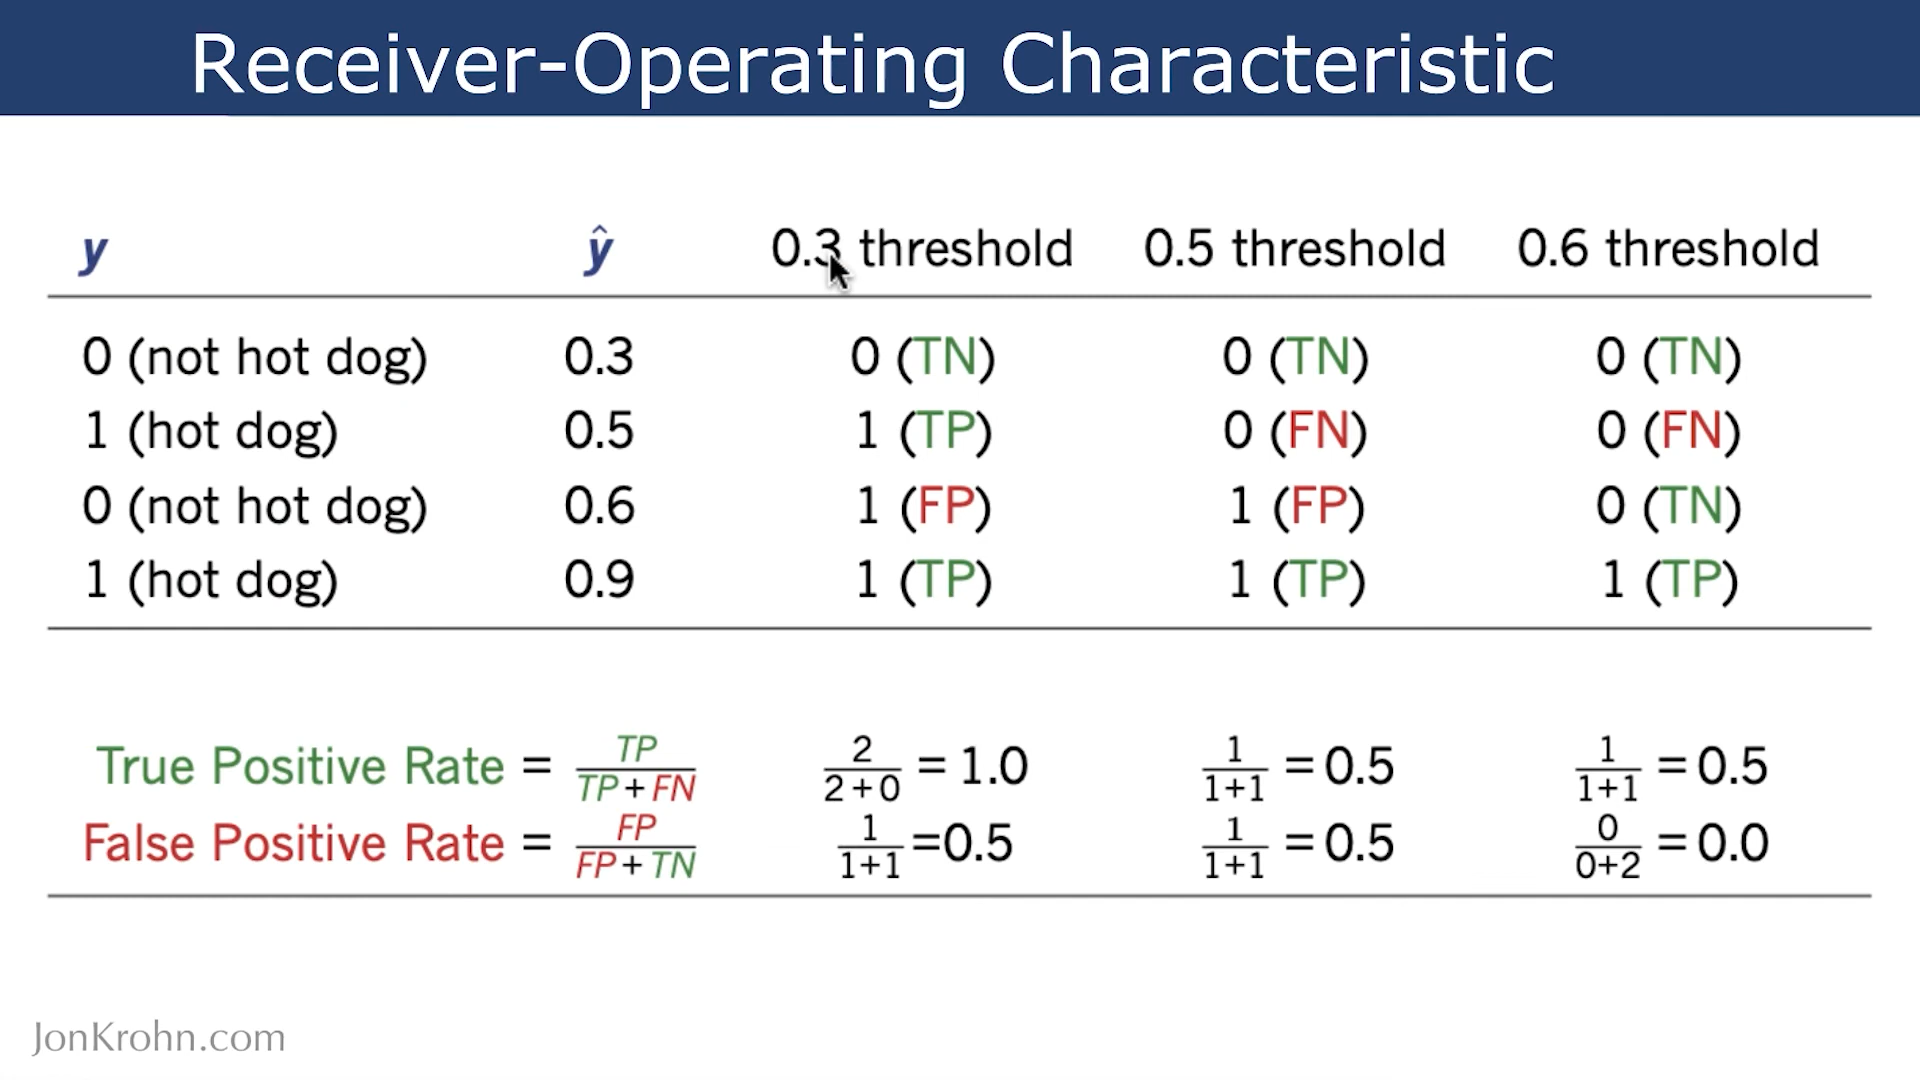 Receiver-Operating Characteristic
y ŷ 0.3 threshold 0.5 threshold 0.6 threshold
0 (not hot dog) 0.3 0 (TN) 0 (TN) 0 (TN)
1 (hot dog) 0.5 1 (TP) 0 (FN) 0 (FN)
0 (not hot dog) 0.6 1 (FP) 1 (FP) 0 (TN)
1 (hot dog) 0.9 1 (TP) 1 (TP) 1 (TP)
True Positive Rate = TP/TP+FN 2/2+0 = 1.0 1/1+1 = 0.5 1/1+1 = 0.5
False Positive Rate = FP/FP+TN 1/1+1 =0.5 1/1+1 = 0.5 0/0+2 = 0.0
JonKrohn.com